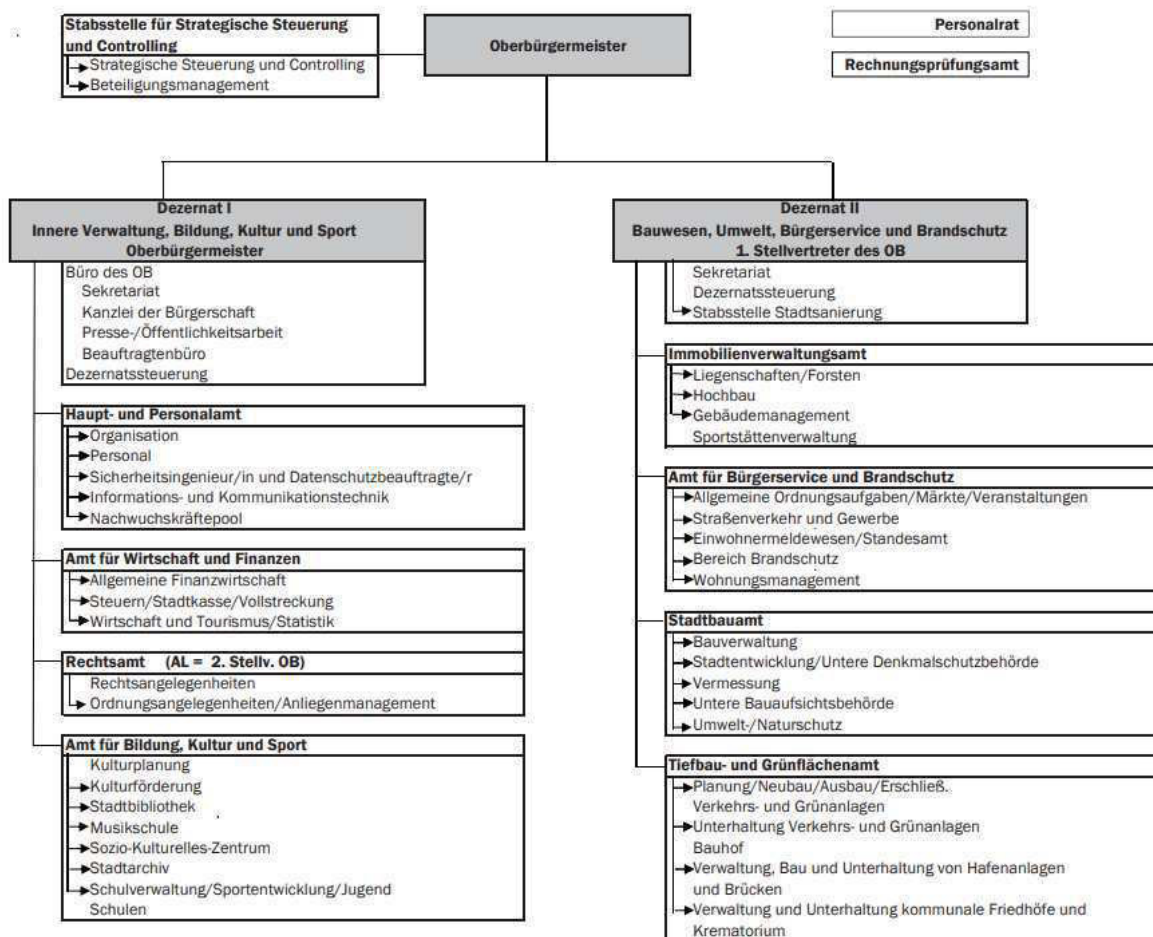 Stabsstelle für Strategische Steuerung
und Controlling
Strategische Steuerung und Controlling
Beteiligungsmanagement
Oberbürgermeister
Personalrat
Rechnungsprüfungsamt
Dezernat I
Innere Verwaltung, Bildung, Kultur und Sport
Oberbürgermeister
Büro des OB
Sekretariat
Kanzlei der Bürgerschaft
Presse-/Öffentlichkeitsarbeit
Beauftragtenbüro
Dezernatssteuerung
Haupt- und Personalamt
Organisation
Personal
Sicherheitsingenieur/in und Datenschutzbeauftragte/r
Informations- und Kommunikationstechnik
Nachwuchskräftepool
Amt für Wirtschaft und Finanzen
Allgemeine Finanzwirtschaft
Steuern/Stadtkasse/Vollstreckung
Wirtschaft und Tourismus/Statistik
Rechtsamt (AL = 2. Stellv. OB)
Rechtsangelegenheiten
Ordnungsangelegenheiten/Anliegenmanagement
Amt für Bildung, Kultur und Sport
Kulturplanung
Kulturförderung
Stadtbibliothek
Musikschule
Sozio-Kulturelles-Zentrum
Stadtarchiv
Schulverwaltung/Sportentwicklung/Jugend
Schulen
Dezernat II
Bauwesen, Umwelt, Bürgerservice und Brandschutz
1. Stellvertreter des OB
Sekretariat
Dezernatssteuerung
Stabsstelle Stadtsanierung
Immobilienverwaltungsamt
Liegenschaften/Forsten
Hochbau
Gebäudemanagement
Sportstättenverwaltung
Amt für Bürgerservice und Brandschutz
Allgemeine Ordnungsaufgaben/Märkte/Veranstaltungen
Straßenverkehr und Gewerbe
Einwohnermeldewesen/Standesamt
Bereich Brandschutz
Wohnungsmanagement
Stadtbauamt
Bauverwaltung
Stadtentwicklung/Untere Denkmalschutzbehörde
Vermessung
Untere Bauaufsichtsbehörde
Umwelt-/Naturschutz
Tiefbau- und Grünflächenamt
Planung/Neubau/Ausbau/Erschließ.
Verkehrs- und Grünanlagen
Unterhaltung Verkehrs- und Grünanlagen
Bauhof
Verwaltung, Bau und Unterhaltung von Hafenanlagen
und Brücken
Verwaltung und Unterhaltung kommunale Friedhöfe und
Krematorium